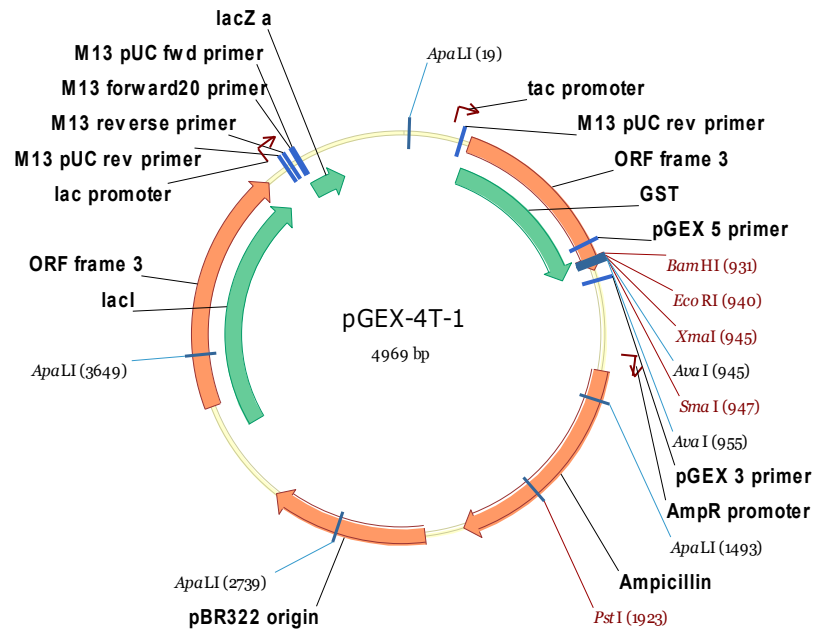 lacZ a
M13 pUC fwd primer
M13 forward20 primer
M13 reverse primer
M13 pUC rev primer
lac promoter
ApaLI (19)
tac promoter
M13 pUC rev primer
ORF frame 3
GST
pGEX 5 primer
BamHI (931)
EcoRI (940)
XmaI (945)
AvaI (945)
SmaI (947)
AvaI (955)
pGEX 3 primer
AmpR promoter
ApaLI (1493)
Ampicillin
PstI (1923)
pBR322 origin
ApaLI (2739)
ApaLI (3649)
lacI
ORF frame 3
pGEX-4T-1
4969 bp